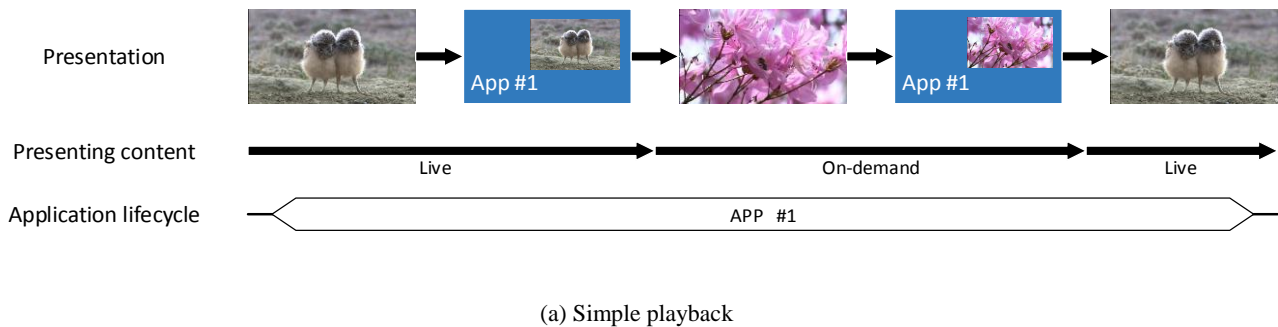 Presentation
App #1
App #1
Presenting content
Live
On-demand
Live
Application lifecycle
APP #1
(a) Simple playback